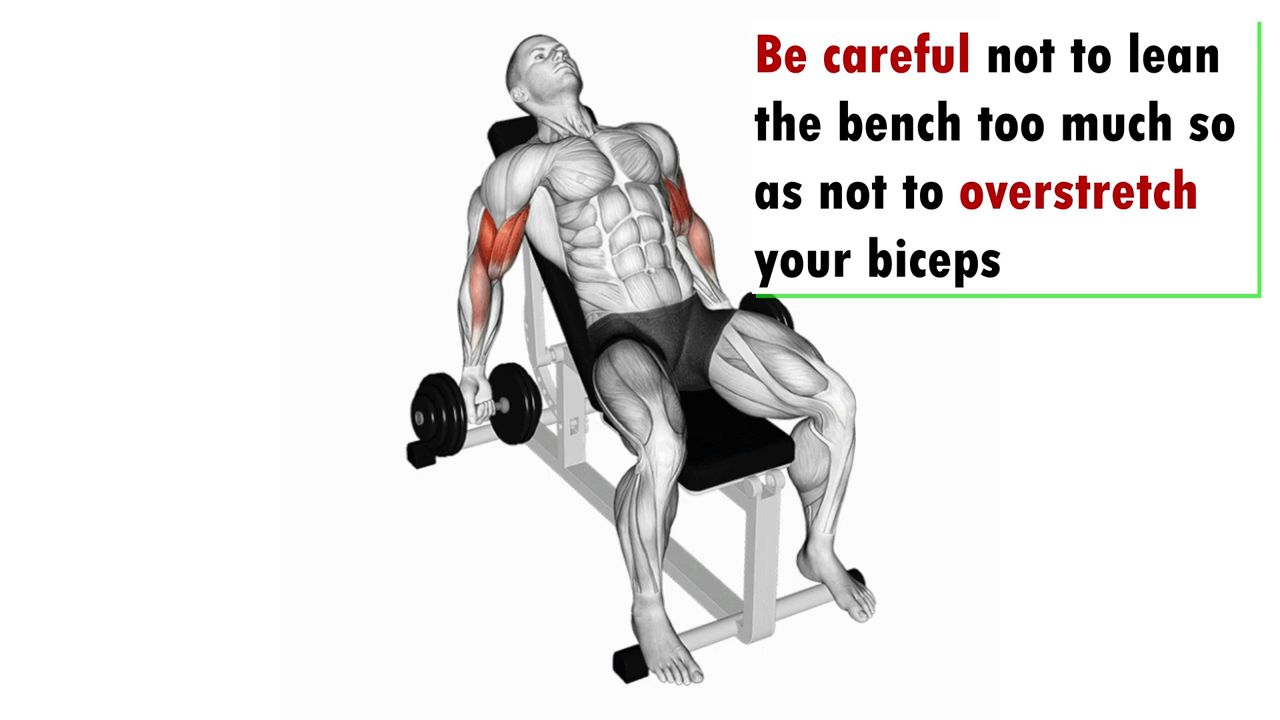 Be careful not to lean
the bench too much so
as not to overstretch
your biceps